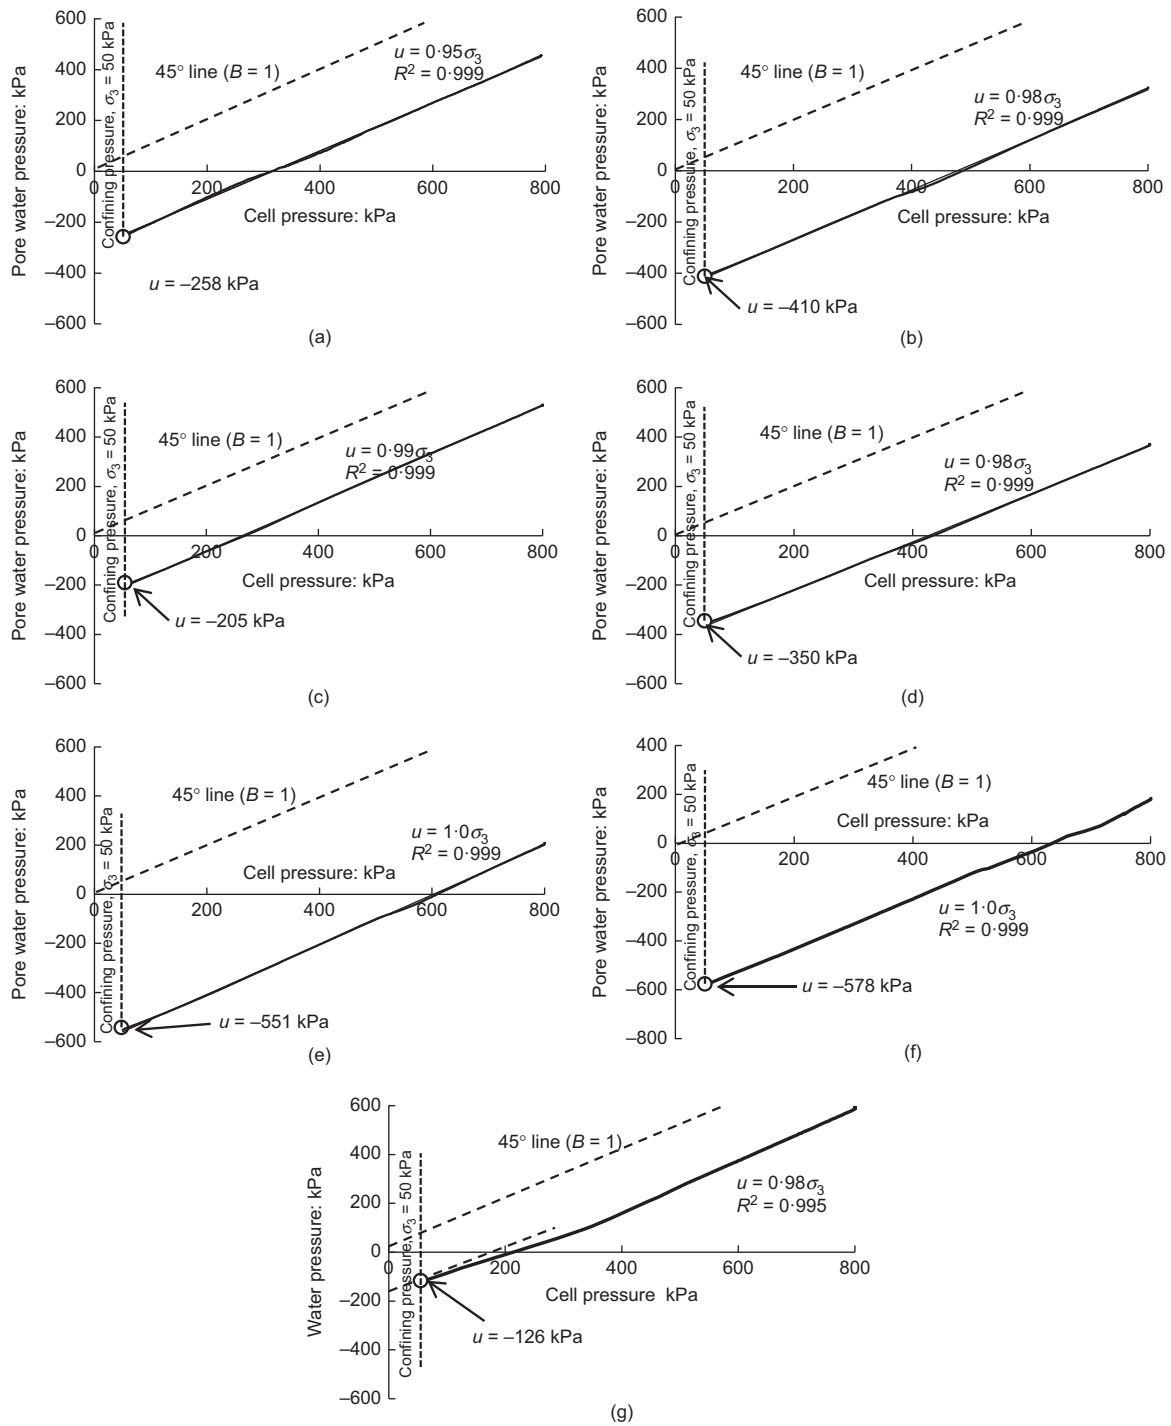 600
400
200
0
–200
–400
–600
Pore water pressure: kPa
Confining pressure, σ3 = 50 kPa
45° line (B = 1)
u = 0·95σ3
R2 = 0·999
0
200
400
600
800
Cell pressure: kPa
u = –258 kPa
(a)
600
400
200
0
–200
–400
–600
Pore water pressure: kPa
Confining pressure, σ3 = 50 kPa
45° line (B = 1)
u = 0·98σ3
R2 = 0·999
0
400
600
800
Cell pressure: kPa
u = –410 kPa
(b)
600
400
200
0
–200
–400
–600
Pore water pressure: kPa
Confining pressure, σ3 = 50 kPa
45° line (B = 1)
u = 0·99σ3
R2 = 0·999
0
200
400
600
800
Cell pressure: kPa
u = –205 kPa
(c)
600
400
200
0
–200
–400
–600
Pore water pressure: kPa
Confining pressure, σ3 = 50 kPa
45° line (B = 1)
u = 0·98σ3
R2 = 0·999
0
200
400
600
800
Cell pressure: kPa
u = –350 kPa
(d)
600
400
200
0
–200
–400
–600
Pore water pressure: kPa
Confining pressure, σ3 = 50 kPa
45° line (B = 1)
u = 1·0σ3
R2 = 0·999
Cell pressure: kPa
0
200
400
600
800
u = –551 kPa
(e)
400
200
0
–200
–400
–600
–800
Pore water pressure: kPa
Confining pressure, σ3 = 50 kPa
45° line (B = 1)
Cell pressure: kPa
0
200
400
600
800
u = 1·0σ3
R2 = 0·999
u = –578 kPa
(f)
600
400
200
0
–200
–400
–600
Water pressure: kPa
Confining pressure, σ3 = 50 kPa
45° line (B = 1)
u = 0·98σ3
R2 = 0·995
0
200
400
600
800
Cell pressure kPa
u = –126 kPa
(g)